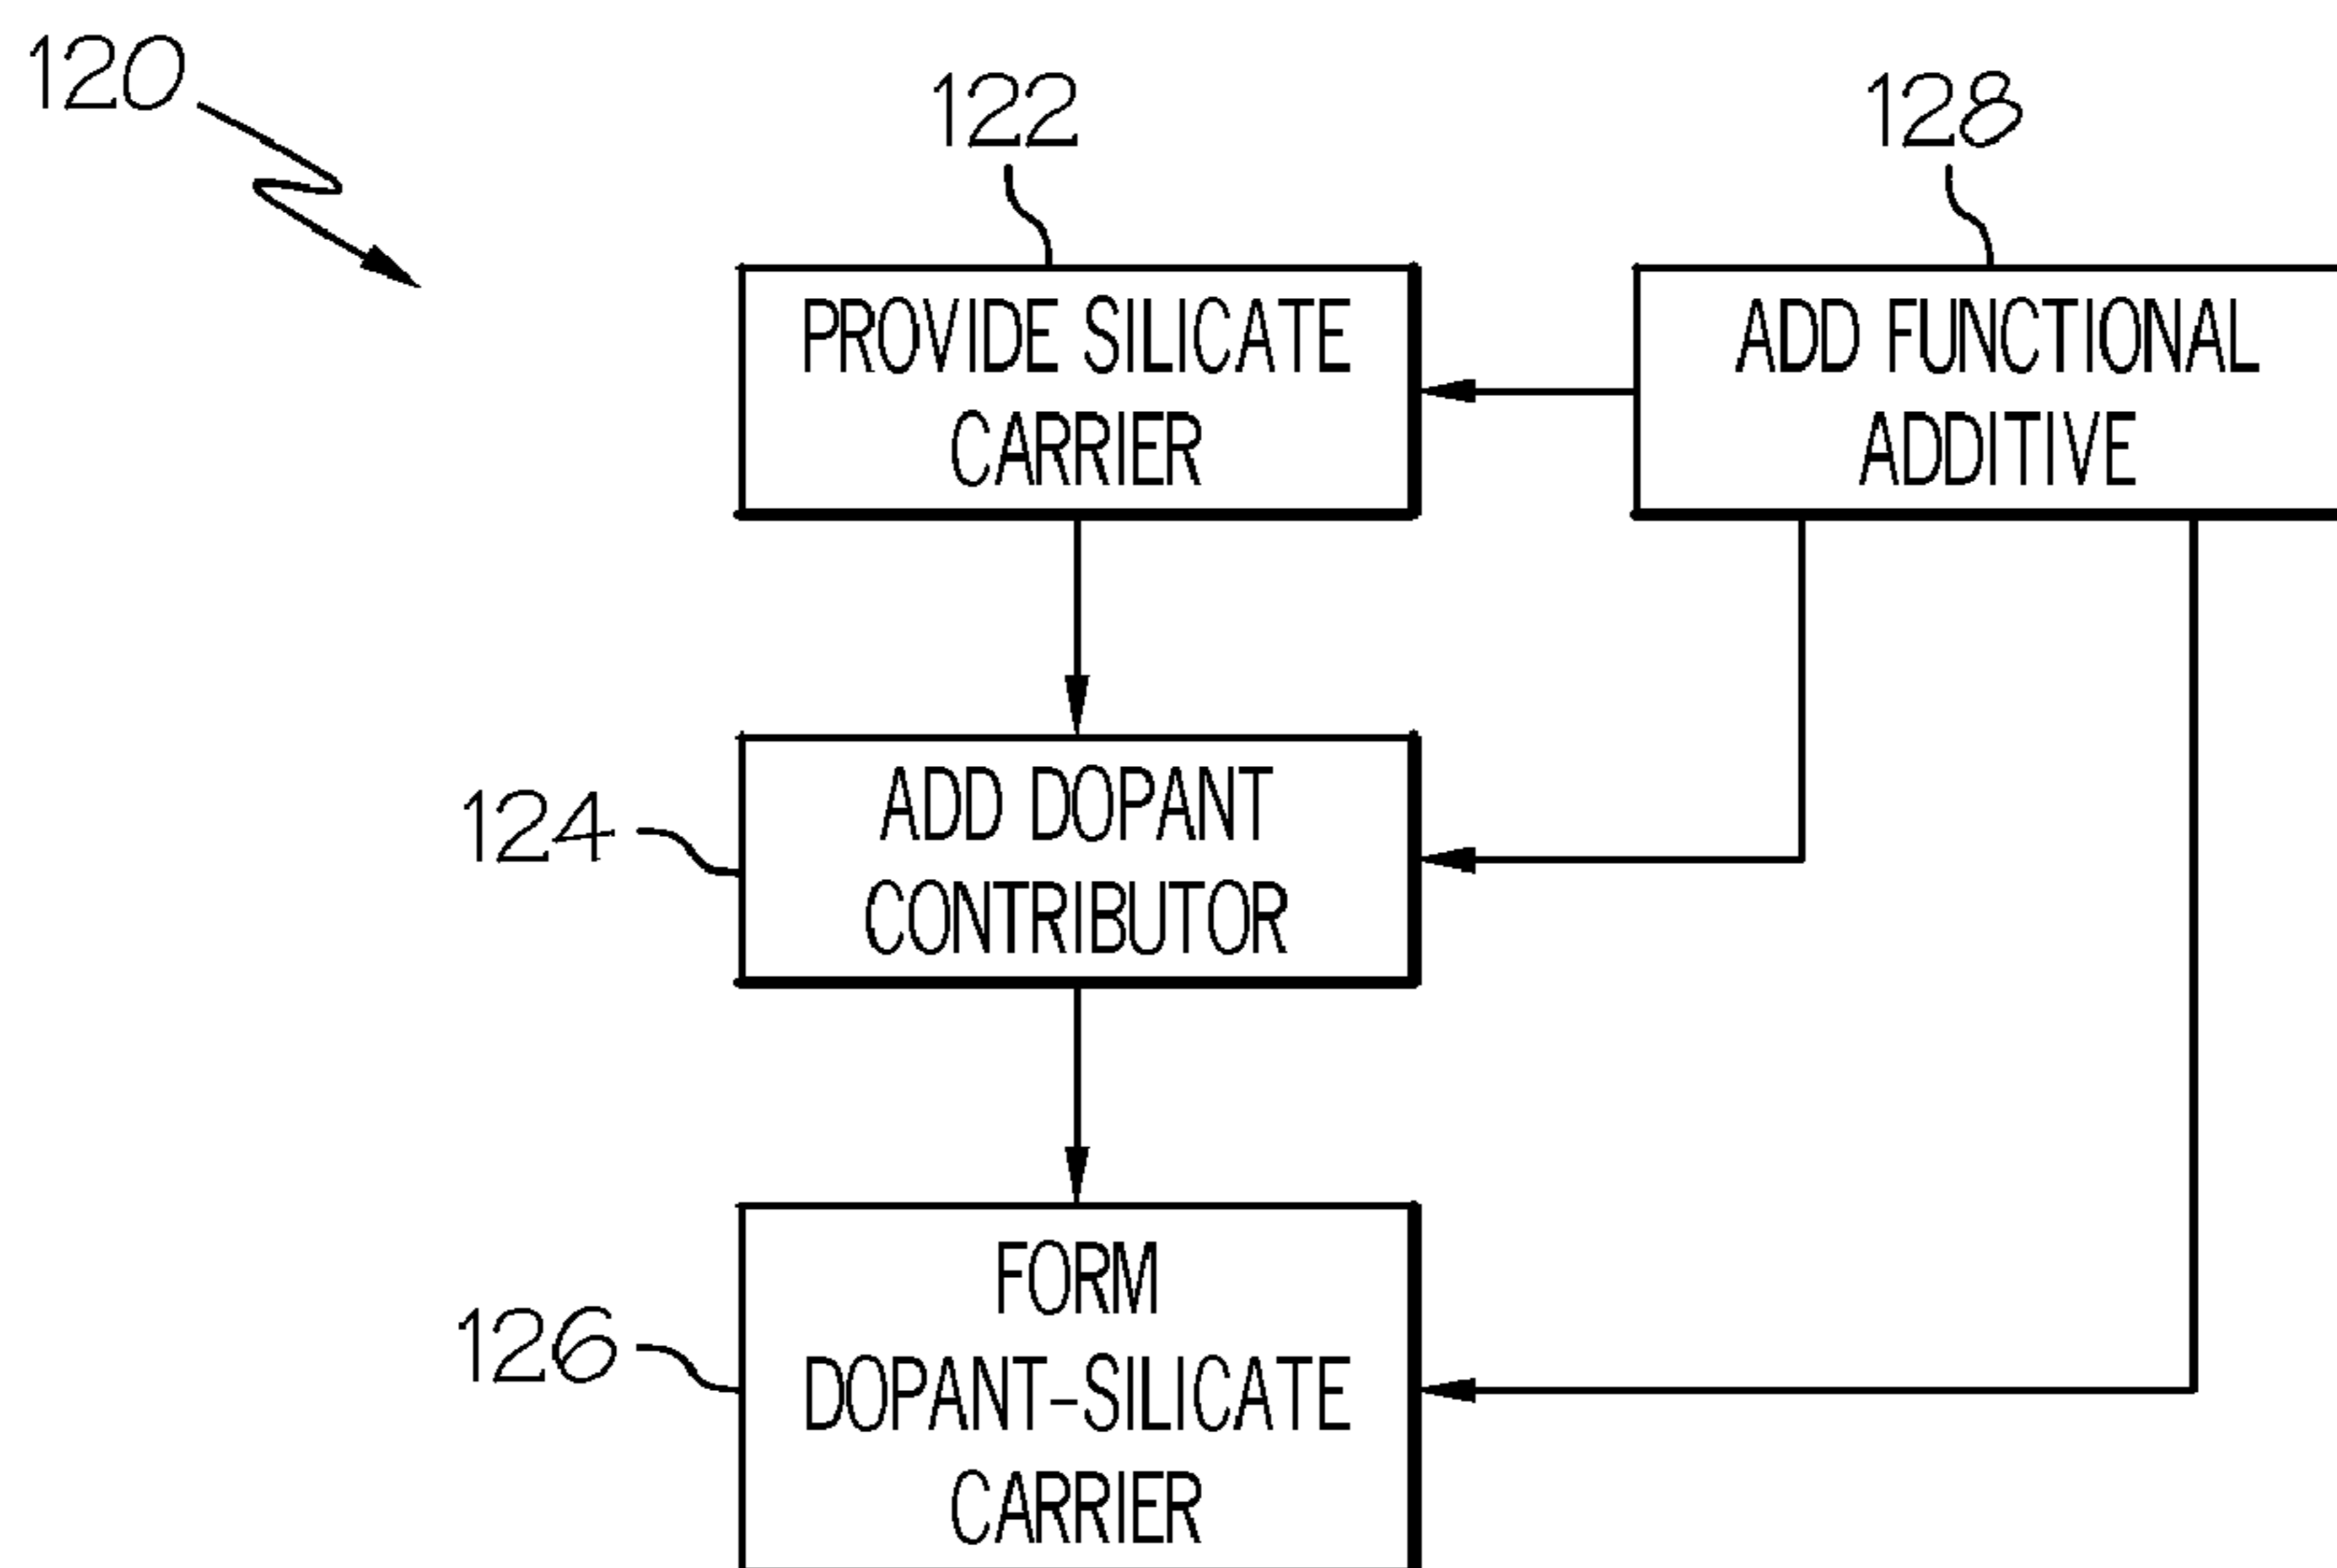 120
122
128
PROVIDE SILICATE
CARRIER
ADD FUNCTIONAL
ADDITIVE
124
ADD DOPANT
CONTRIBUTOR
126
FORM
DOPANT-SILICATE
CARRIER